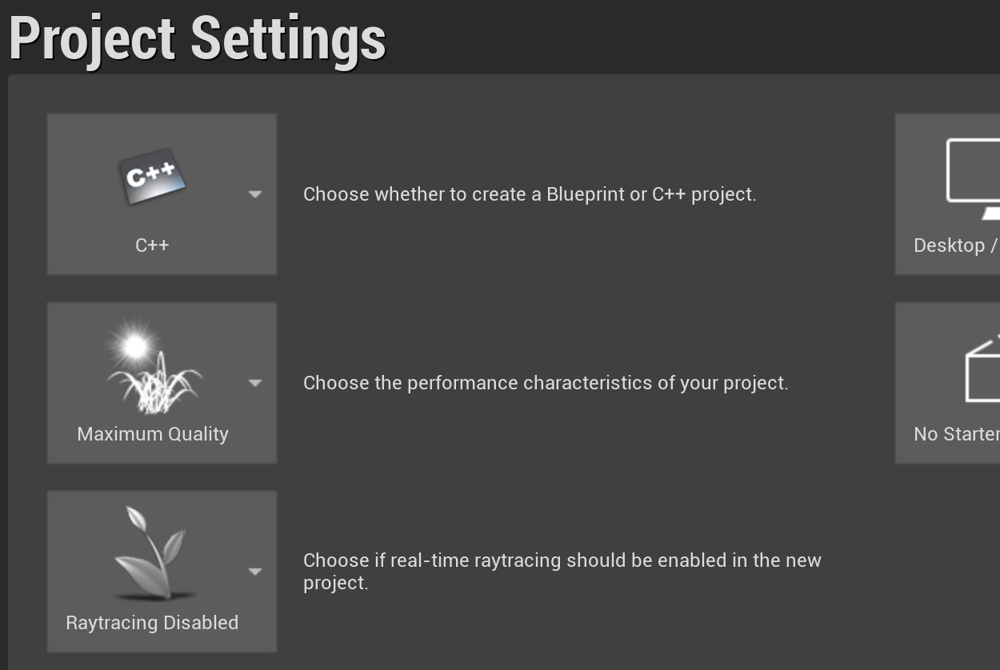 Project Settings
C++
C++
Choose whether to create a Blueprint or C++ project.
Desktop /
Maximum Quality
Choose the performance characteristics of your project.
No Starter
Raytracing Disabled
Choose if real-time raytracing should be enabled in the new
project.